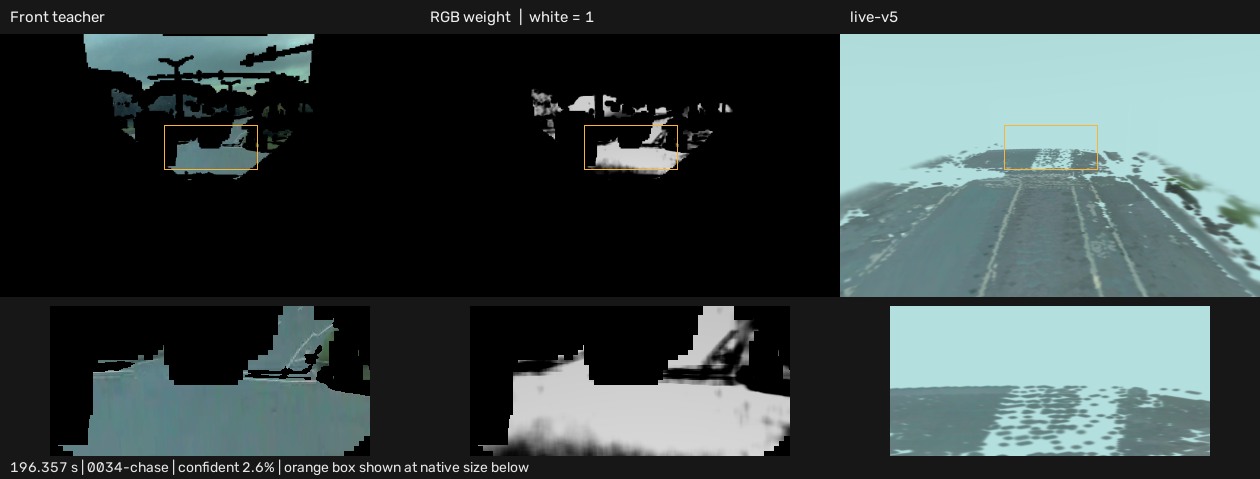 Front teacher
RGB weight | white = 1
live-v5
196.357 s | 0034-chase | confident 2.6% | orange box shown at native size below